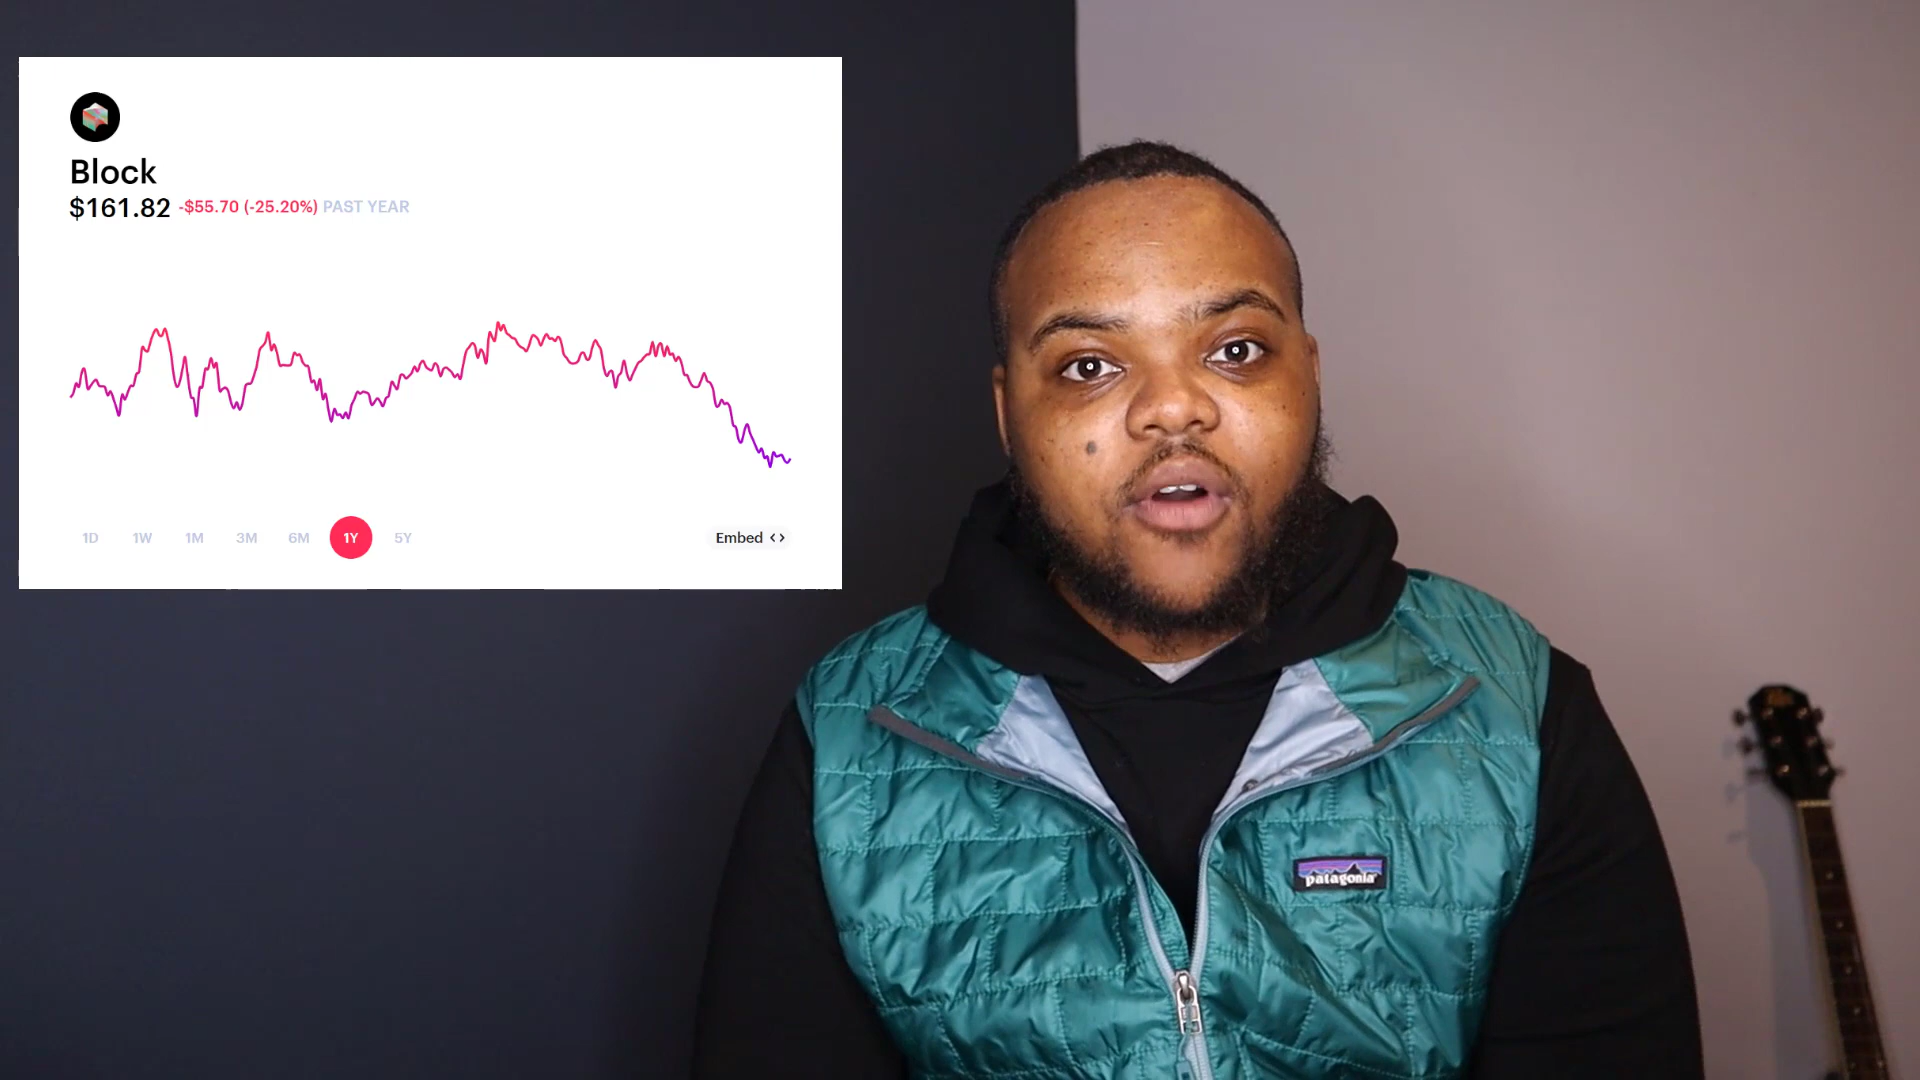 Block
$161.82 -$55.70 (-25.20%) PAST YEAR
1D 1W 1M 3M 6M 1Y 5Y Embed <>
patagonia